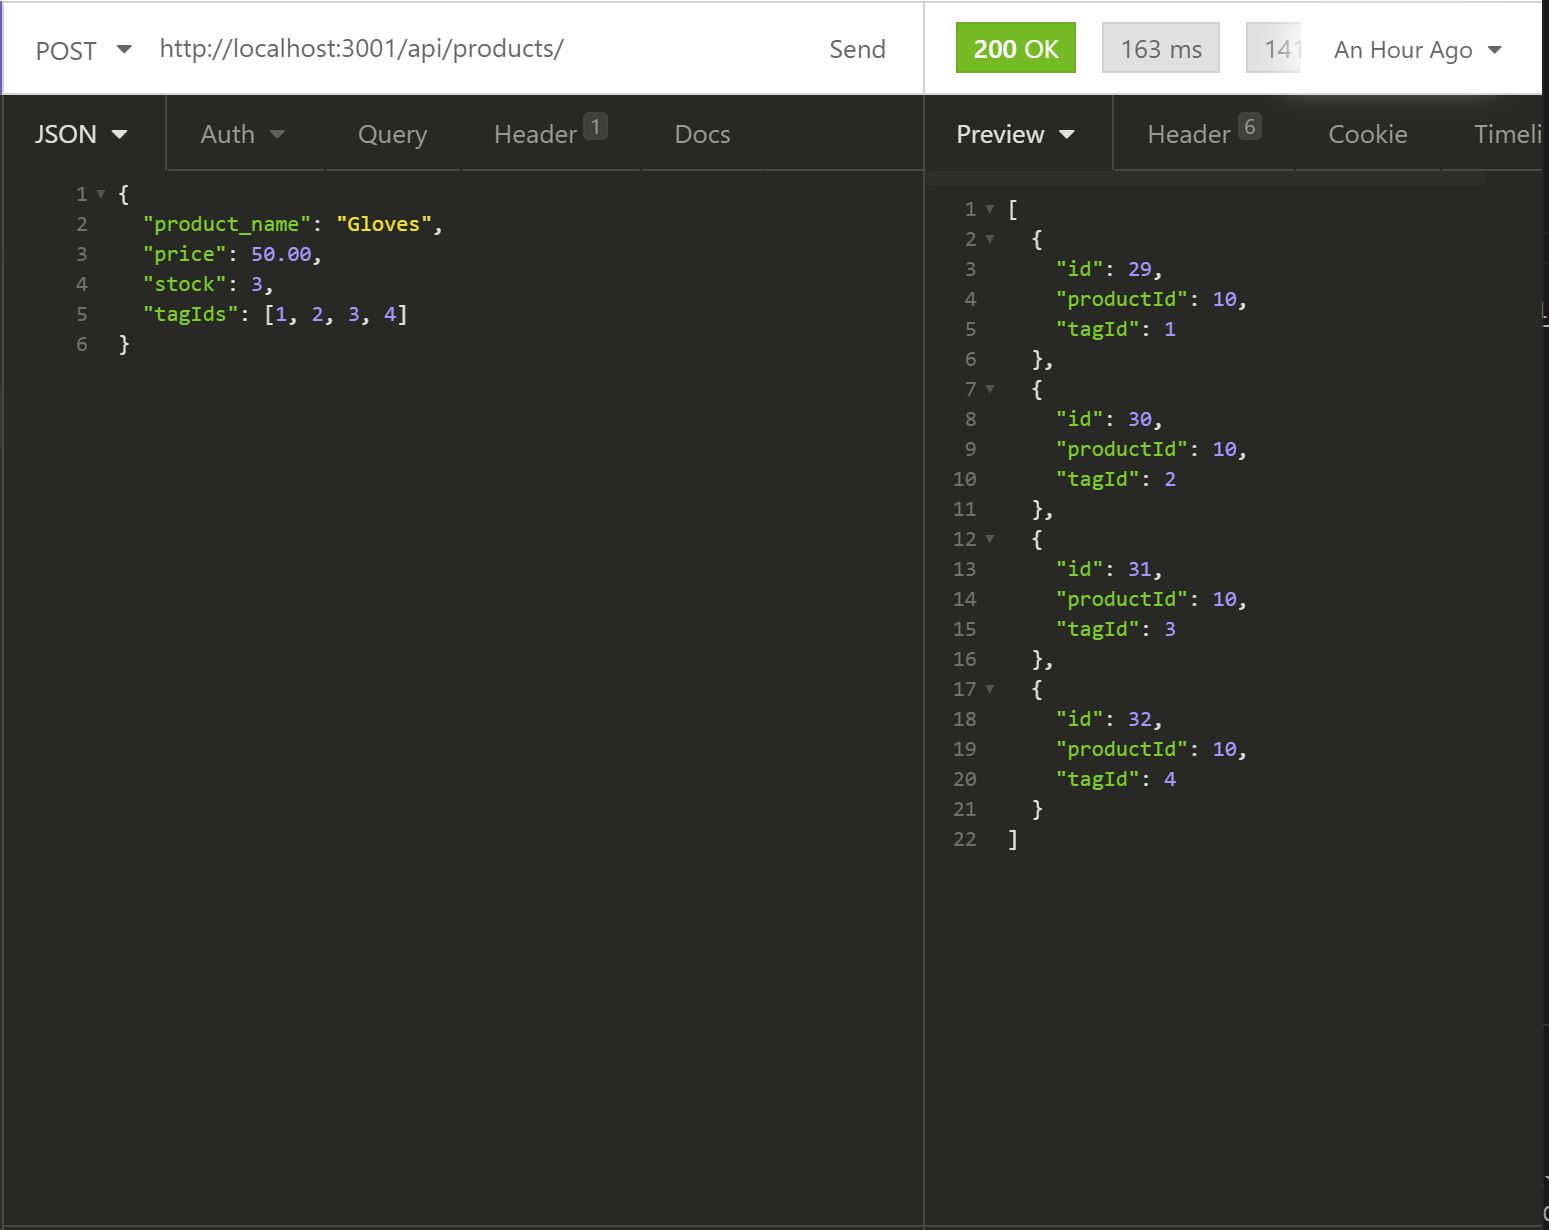 POST http://localhost:3001/api/products/ Send
JSON Auth Query Header 1 Docs
1 {
2 "product_name": "Gloves",
3 "price": 50.00,
4 "stock": 3,
5 "tagIds": [1, 2, 3, 4]
6 }
200 OK 163 ms 141 An Hour Ago
Preview Header 6 Cookie Timeli
1 [
2 {
3 "id": 29,
4 "productId": 10,
5 "tagId": 1
6 },
7 {
8 "id": 30,
9 "productId": 10,
10 "tagId": 2
11 },
12 {
13 "id": 31,
14 "productId": 10,
15 "tagId": 3
16 },
17 {
18 "id": 32,
19 "productId": 10,
20 "tagId": 4
21 }
22 ]